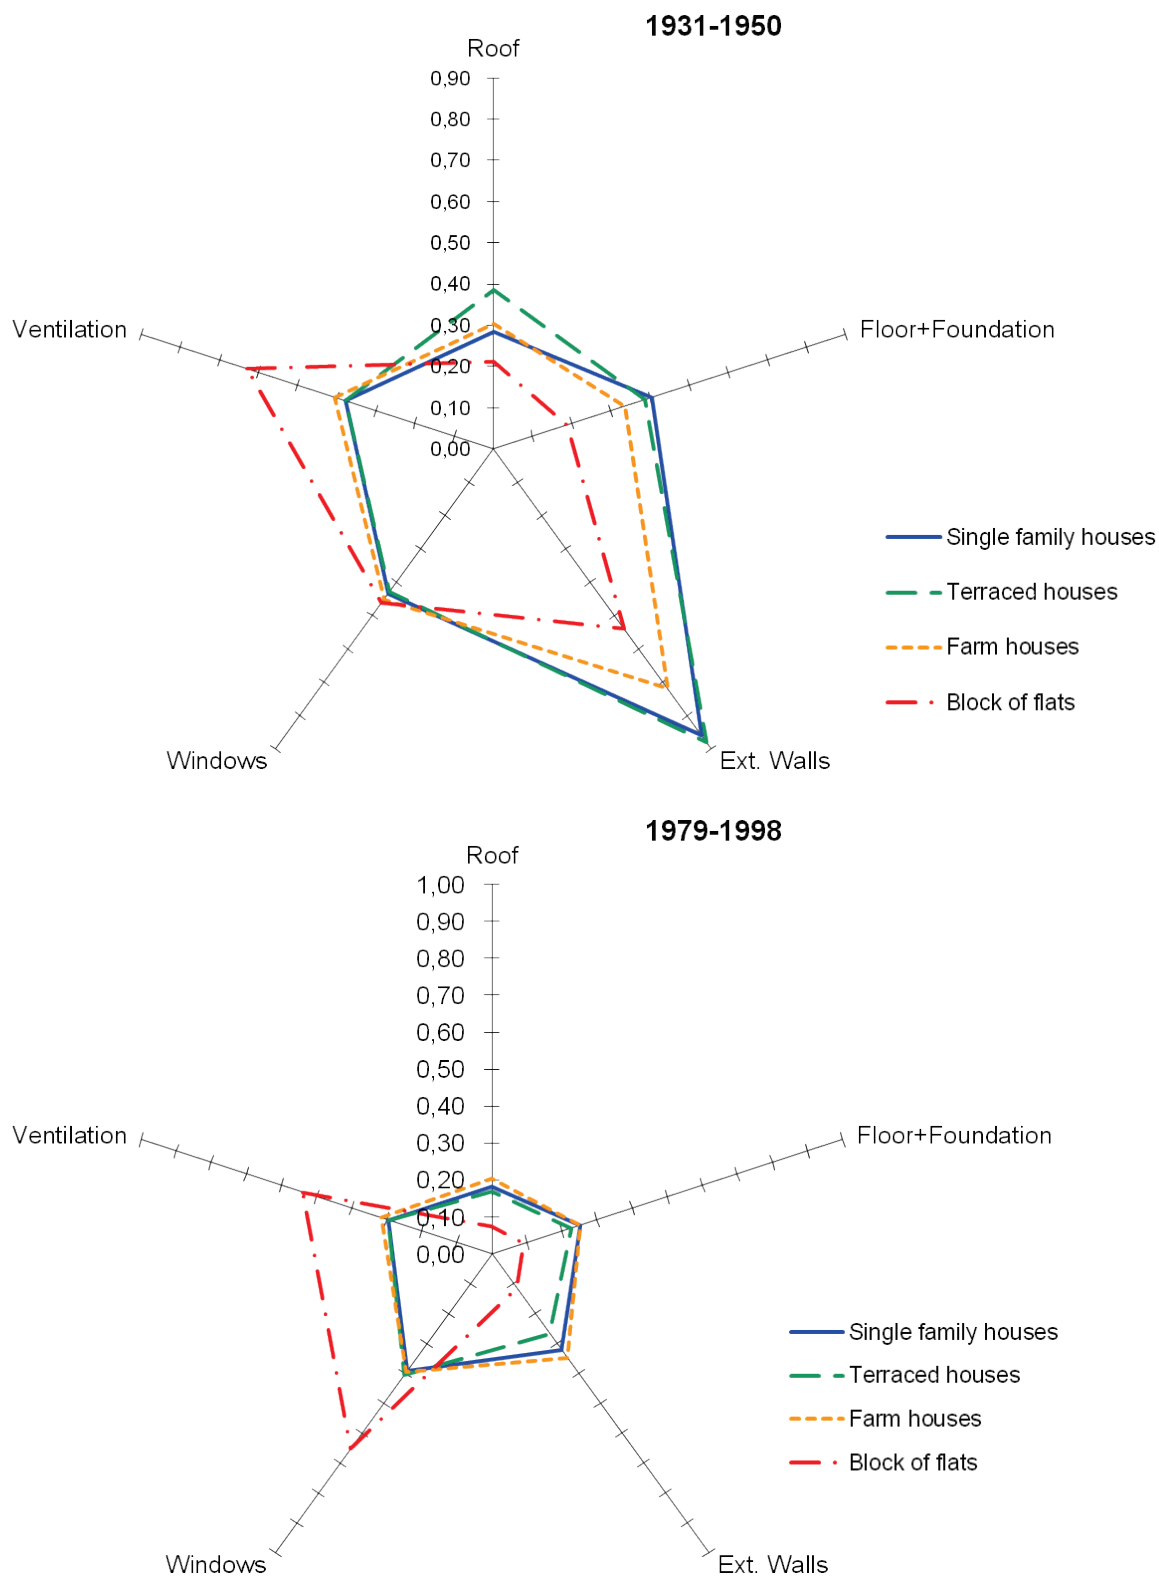 1931-1950
Roof
0,90
0,80
0,70
0,60
0,50
0,40
0,30
0,20
0,10
0,00
Ventilation
Floor+Foundation
Windows
Ext. Walls
Single family houses
Terraced houses
Farm houses
Block of flats
1979-1998
Roof
1,00
0,90
0,80
0,70
0,60
0,50
0,40
0,30
0,20
0,10
0,00
Ventilation
Floor+Foundation
Windows
Ext. Walls
Single family houses
Terraced houses
Farm houses
Block of flats